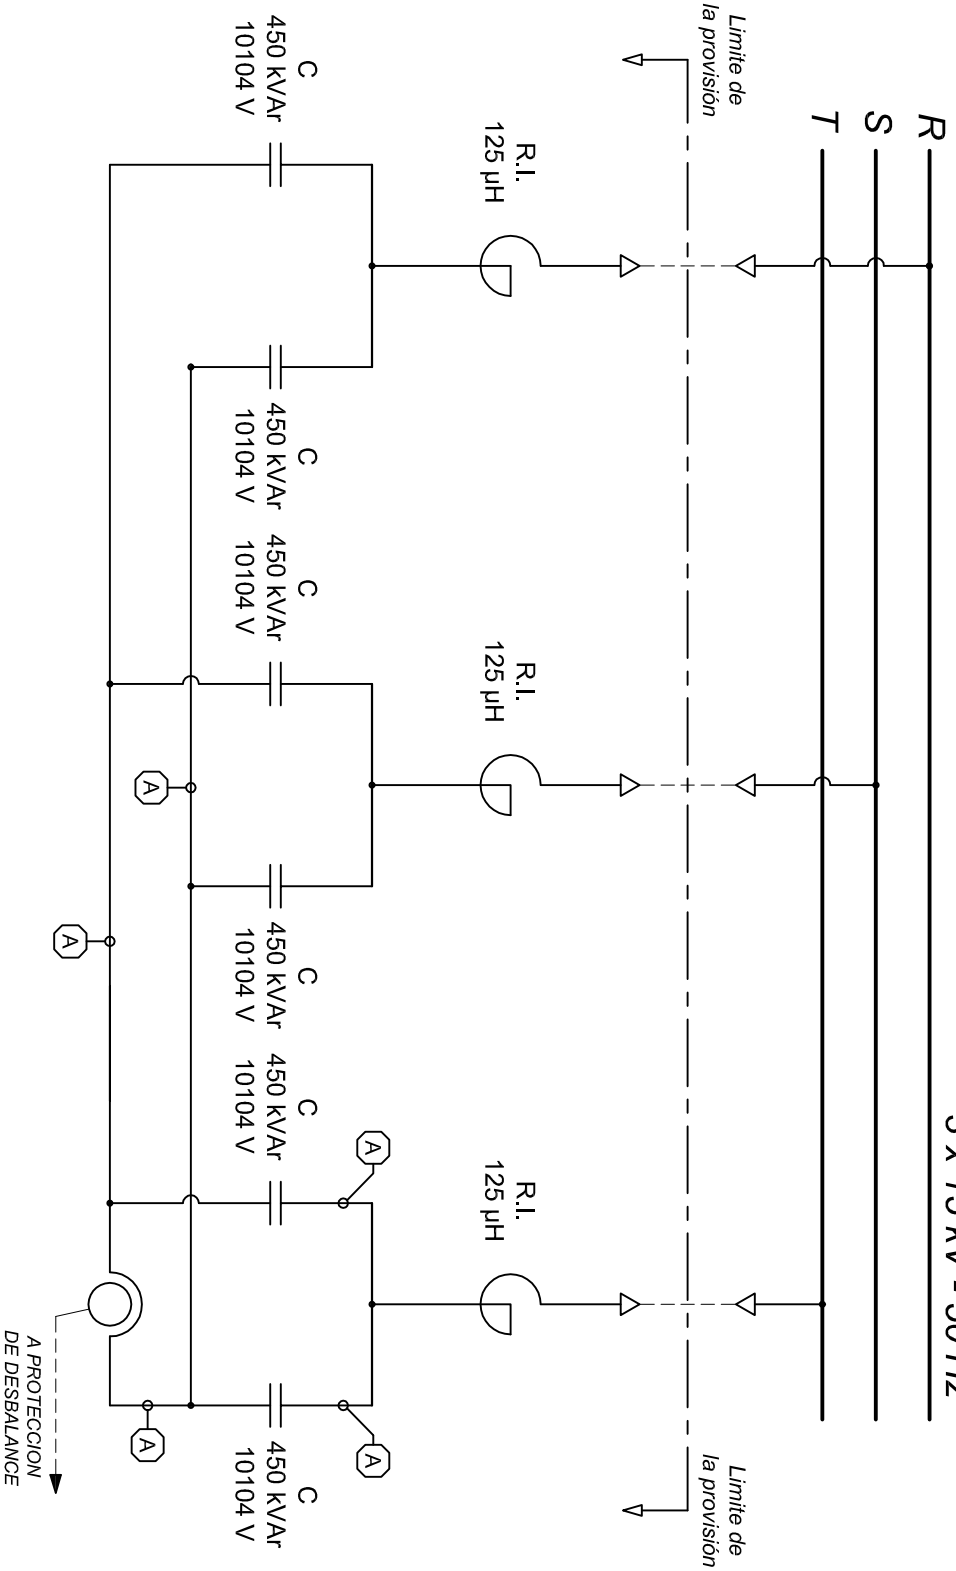 kV - 50 Hz
R
S
T
Limite de
la provisión
Limite de
la provisión
R.I.
125 µH
R.I.
125 µH
R.I.
125 µH
A
A
C
450 kVAr
10104 V
C
450 kVAr
10104 V
C
450 kVAr
10104 V
C
450 kVAr
10104 V
C
450 kVAr
10104 V
C
450 kVAr
10104 V
A
A
A
A PROTECCION
DE DESBALANCE